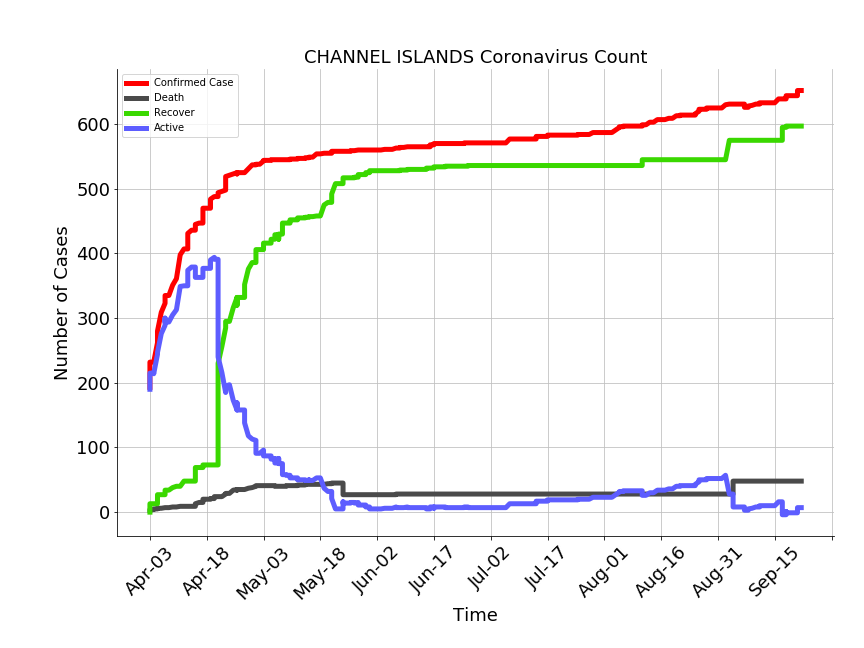 CHANNEL ISLANDS Coronavirus Count
Confirmed Case
Death
Recover
Active
Number of Cases
600
500
400
300
200
100
0
Apr-03
Apr-18
May-03
May-18
Jun-02
Jun-17
Jul-02
Jul-17
Aug-01
Aug-16
Aug-31
Sep-15
Time